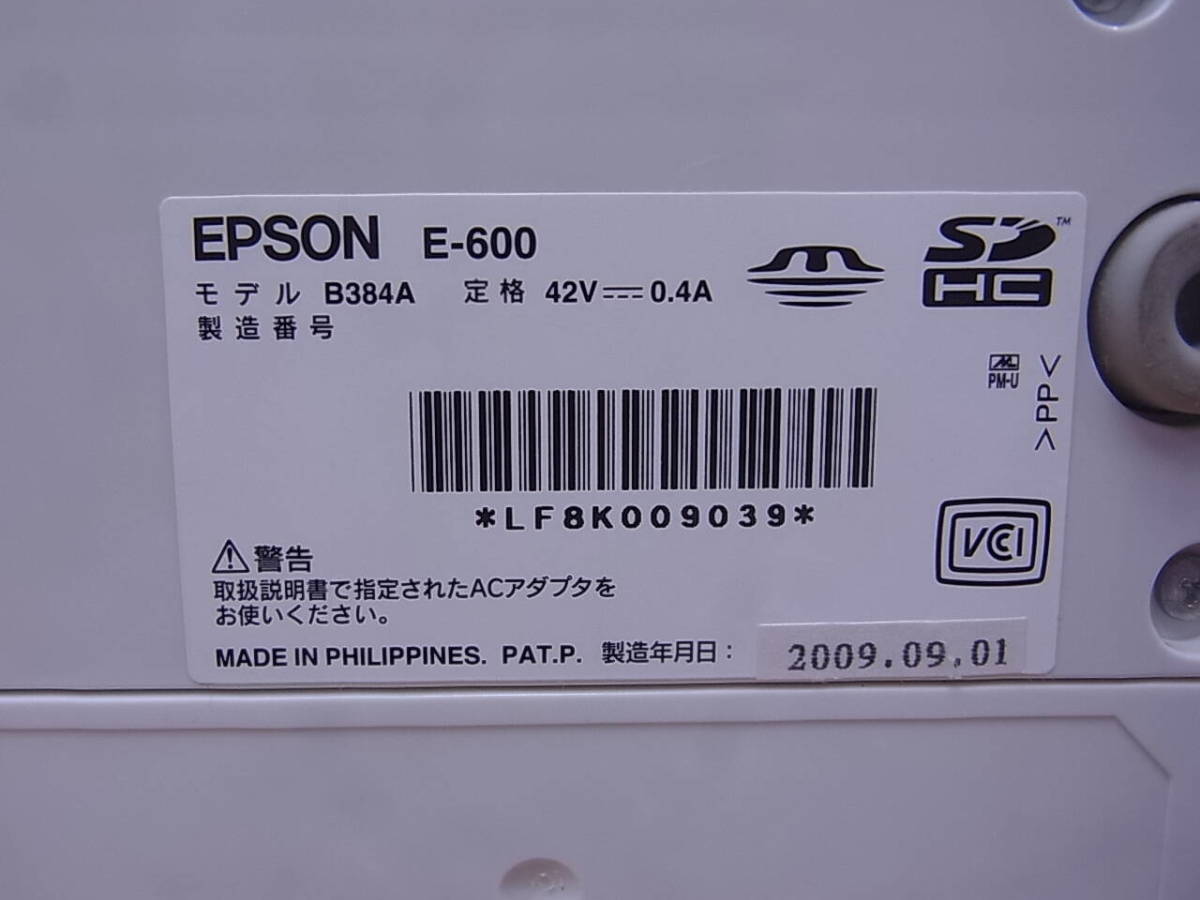 EPSON E-600
モデル B384A 定格 42V⎓0.4A
製造番号
SD™
HC
PM-U
>PP<
*LF8K009039*
VCCI
⚠警告
取扱説明書で指定されたACアダプタを
お使いください。
MADE IN PHILIPPINES. PAT.P. 製造年月日： 2009.09.01